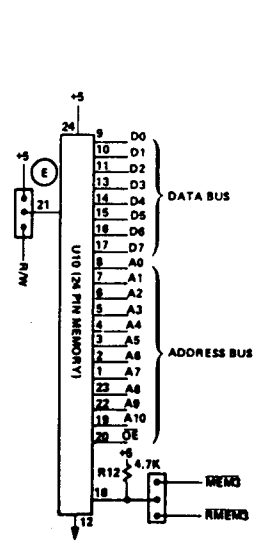 +5
24
+5
E
21
R/W
U10 (24 PIN MEMORY)
9 D0
10 D1
11 D2
13 D3
14 D4
15 D5
16 D6
17 D7
DATA BUS
8 A0
7 A1
6 A2
5 A3
4 A4
3 A5
2 A6
1 A7
23 A8
22 A9
19 A10
20 OE
ADDRESS BUS
+5
R12 4.7K
18
MEM3
RMEM3
12